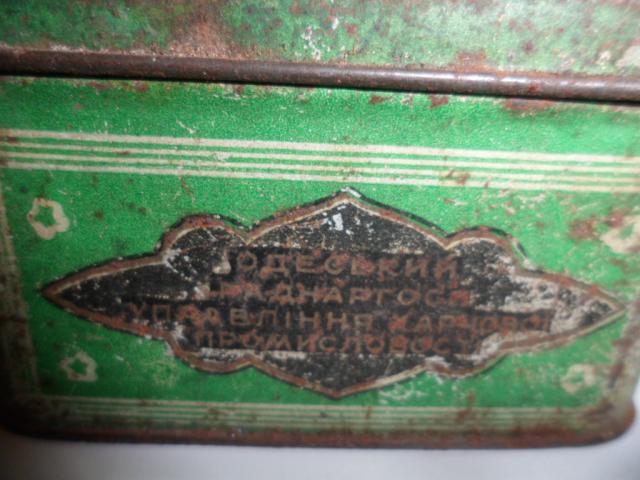 ОДЕСЬКИЙ
РАДНАРГОСП
УПРАВЛІННЯ ХАРЧОВОЇ
ПРОМИСЛОВОСТІ